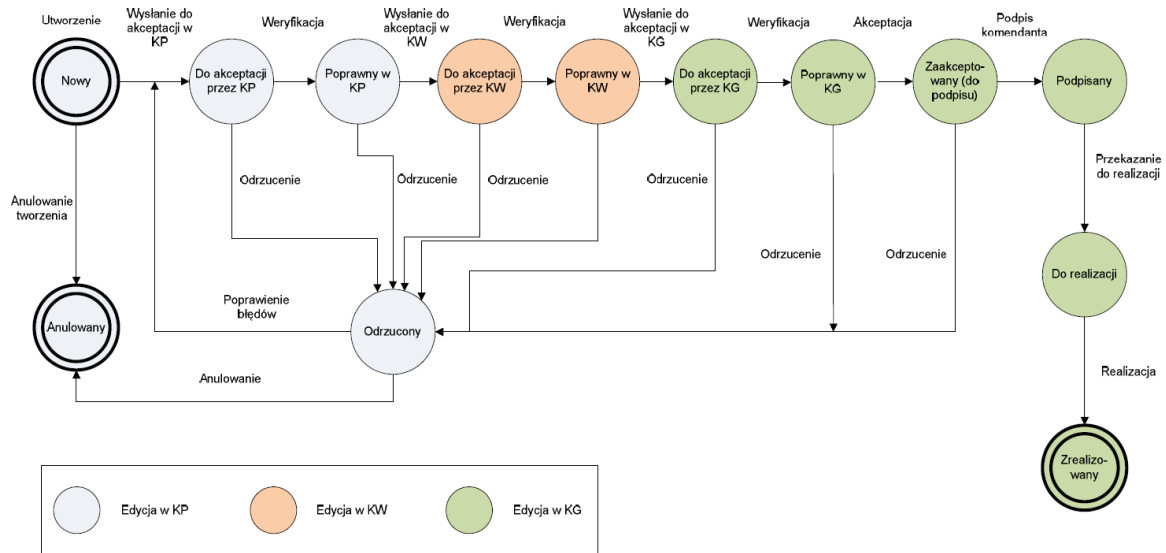 Utworzenie
Wysłanie do
akceptacji w
KP
Weryfikacja
Wysłanie do
akceptacji w
KW
Weryfikacja
Wysłanie do
akceptacji w
KG
Weryfikacja
Akceptacja
Podpis
komendanta
Nowy
Do akceptacji
przez KP
Poprawny w
KP
Do akceptacji
przez KW
Poprawny w
KW
Do akceptacji
przez KG
Poprawny w
KG
Zaakcepto-
wany (do
podpisu)
Podpisany
Anulowanie
tworzenia
Odrzucenie
Odrzucenie
Odrzucenie
Odrzucenie
Odrzucenie
Odrzucenie
Odrzucenie
Przekazanie
do realizacji
Do realizacji
Anulowany
Poprawienie
błędów
Odrzucony
Anulowanie
Realizacja
Zrealizo-
wany
Edycja w KP
Edycja w KW
Edycja w KG